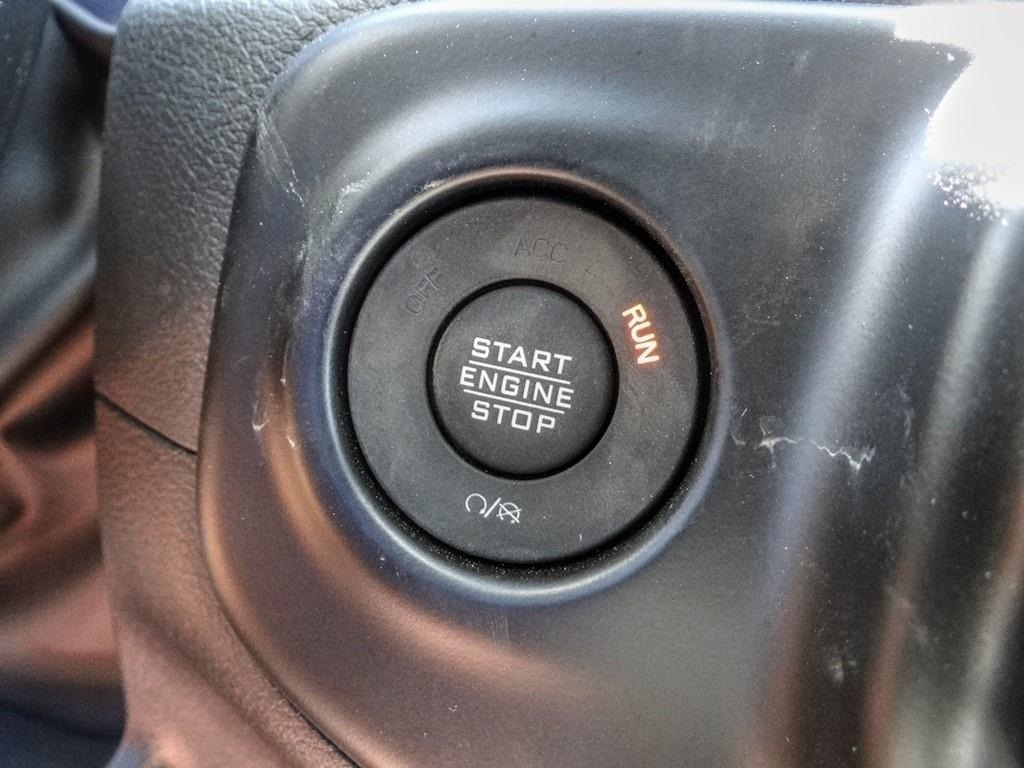 OFF
ACC
RUN
START
ENGINE
STOP